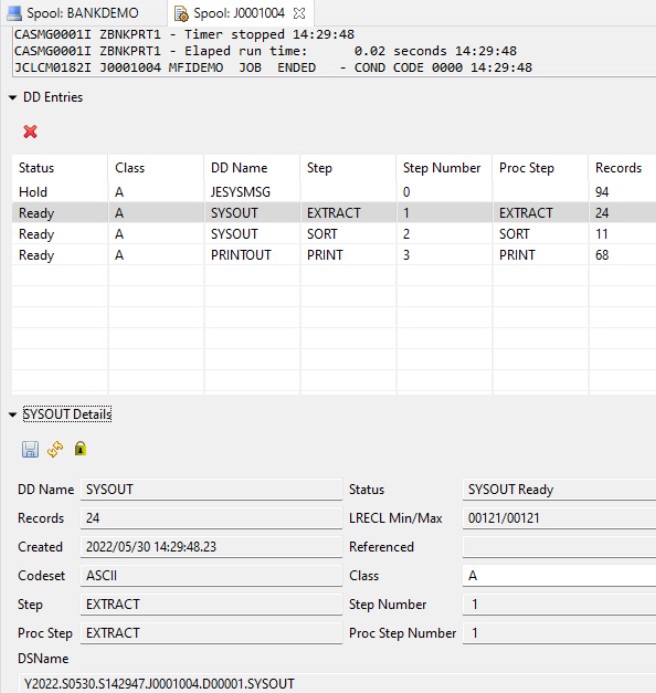 Spool: BANKDEMO Spool: J0001004
CASMG0001I ZBNKPRT1 - Timer stopped 14:29:48
CASMG0001I ZBNKPRT1 - Elaped run time: 0.02 seconds 14:29:48
JCLCM0182I J0001004 MFIDEMO JOB ENDED - COND CODE 0000 14:29:48
DD Entries
Status Class DD Name Step Step Number Proc Step Records
Hold A JESYSMSG 0 94
Ready A SYSOUT EXTRACT 1 EXTRACT 24
Ready A SYSOUT SORT 2 SORT 11
Ready A PRINTOUT PRINT 3 PRINT 68
SYSOUT Details
DD Name SYSOUT Status SYSOUT Ready
Records 24 LRECL Min/Max 00121/00121
Created 2022/05/30 14:29:48.23 Referenced
Codeset ASCII Class A
Step EXTRACT Step Number 1
Proc Step EXTRACT Proc Step Number 1
DSName
Y2022.S0530.S142947.J0001004.D00001.SYSOUT